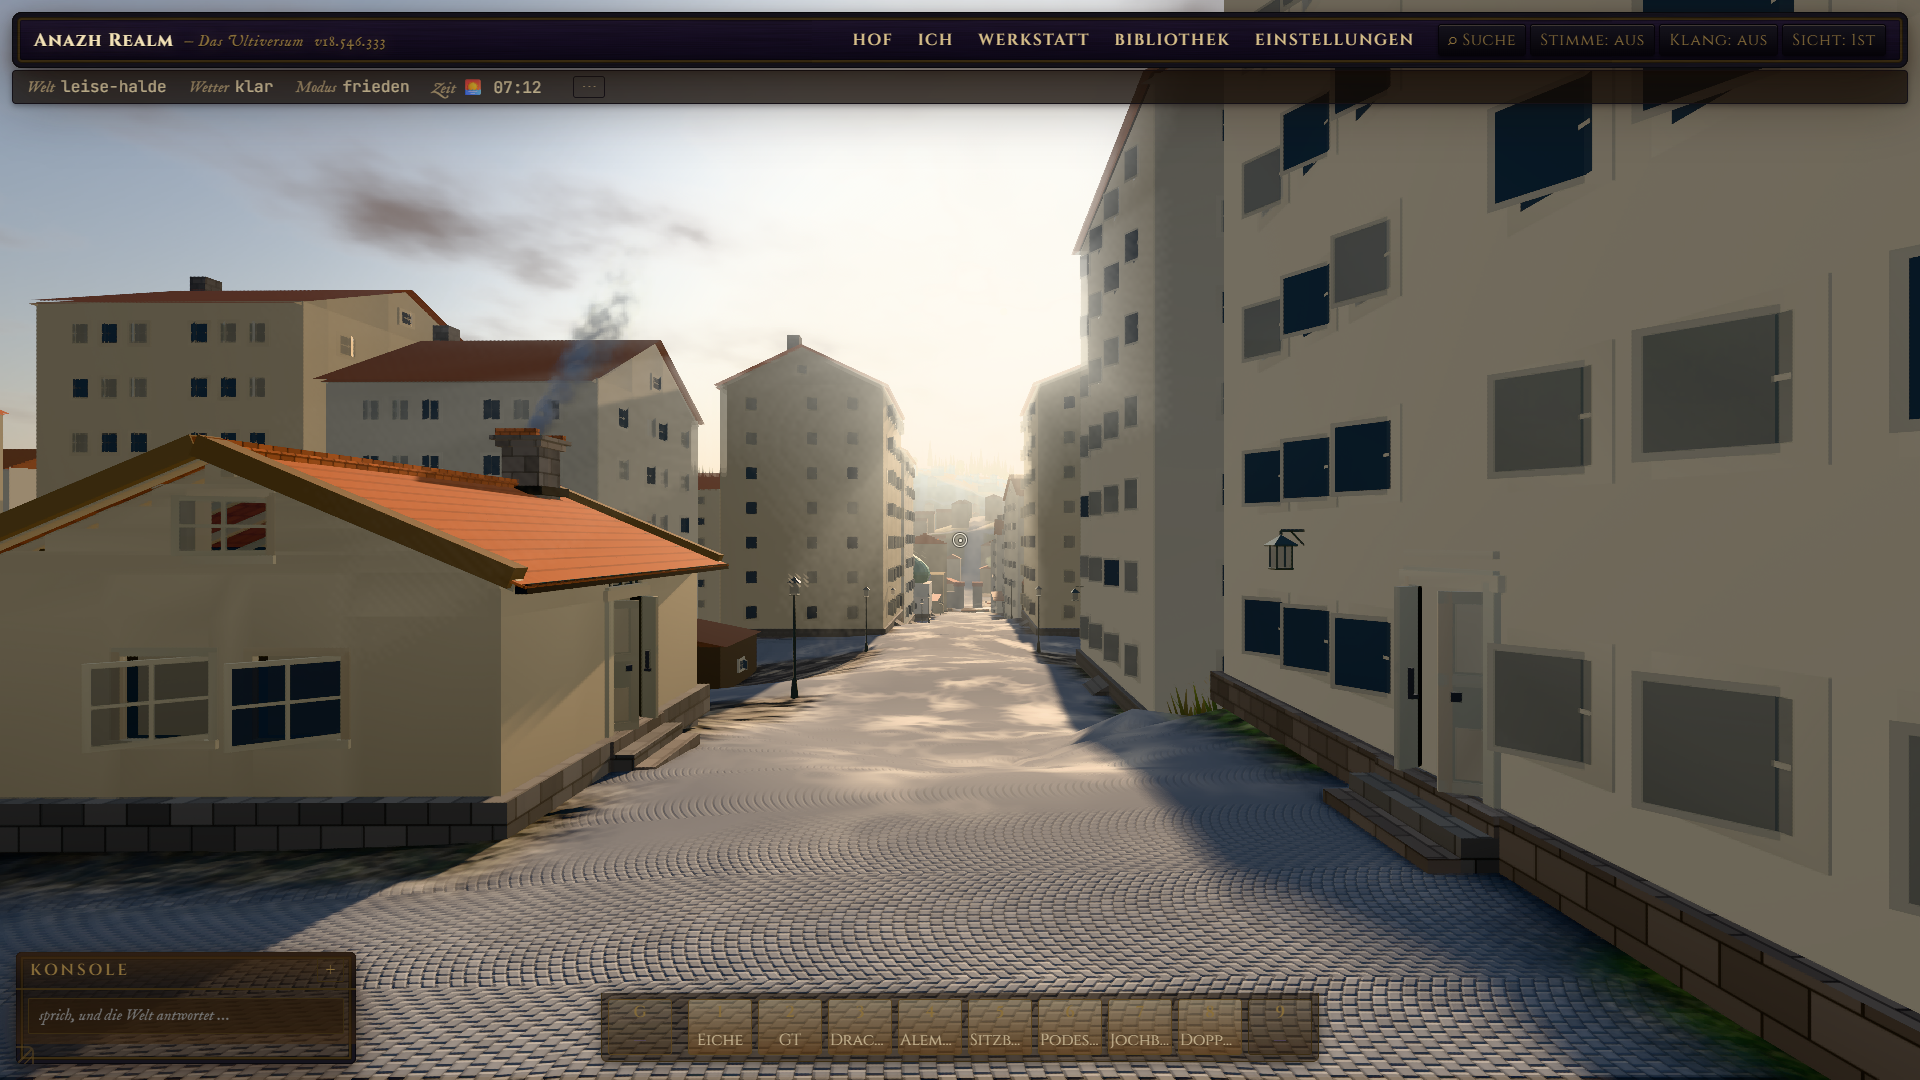 ANAZH REALM – Das Ultiversum v18.546.333
HOF ICH WERKSTATT BIBLIOTHEK EINSTELLUNGEN SUCHE STIMME: AUS KLANG: AUS SICHT: IST
Welt leise-halde Wetter klar Modus frieden Zeit 07:12 ...
KONSOLE +
sprich, und die Welt antwortet ...
EICHE GT DRAC... ALEM... SITZB... PODES... JOCHB... DOPP...